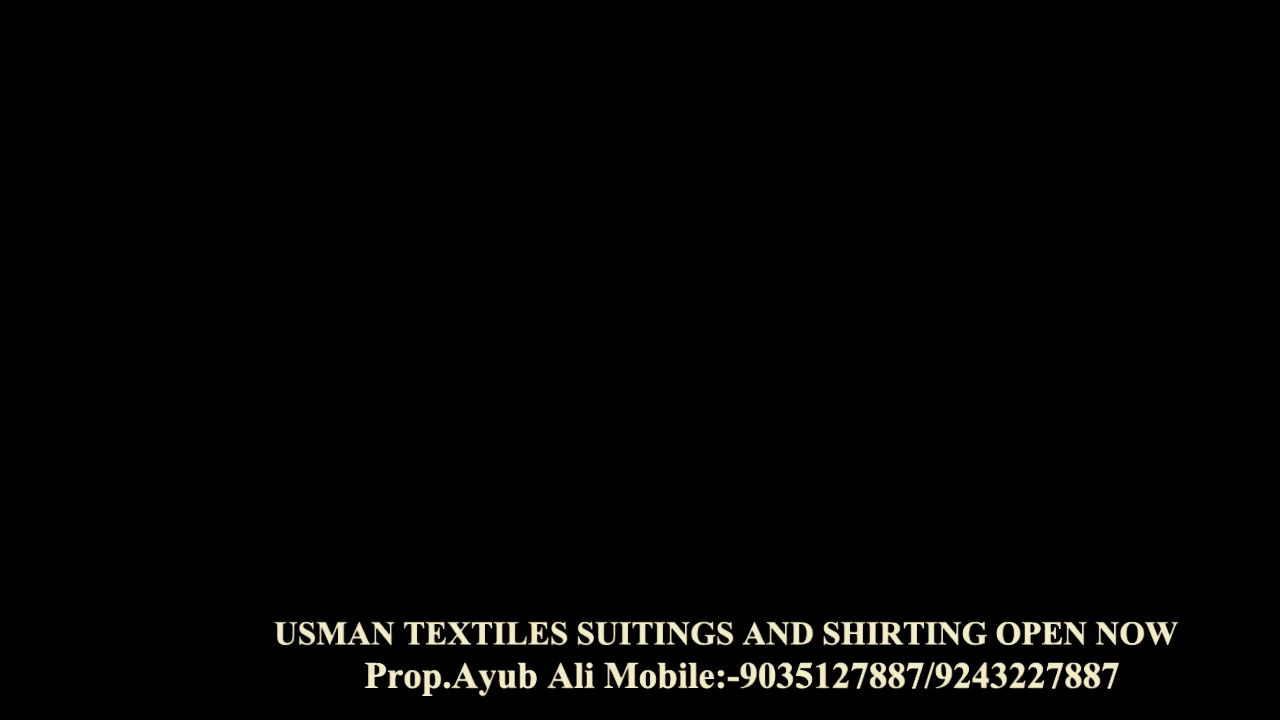 USMAN TEXTILES SUITINGS AND SHIRTING OPEN NOW
Prop.Ayub Ali Mobile:-9035127887/9243227887